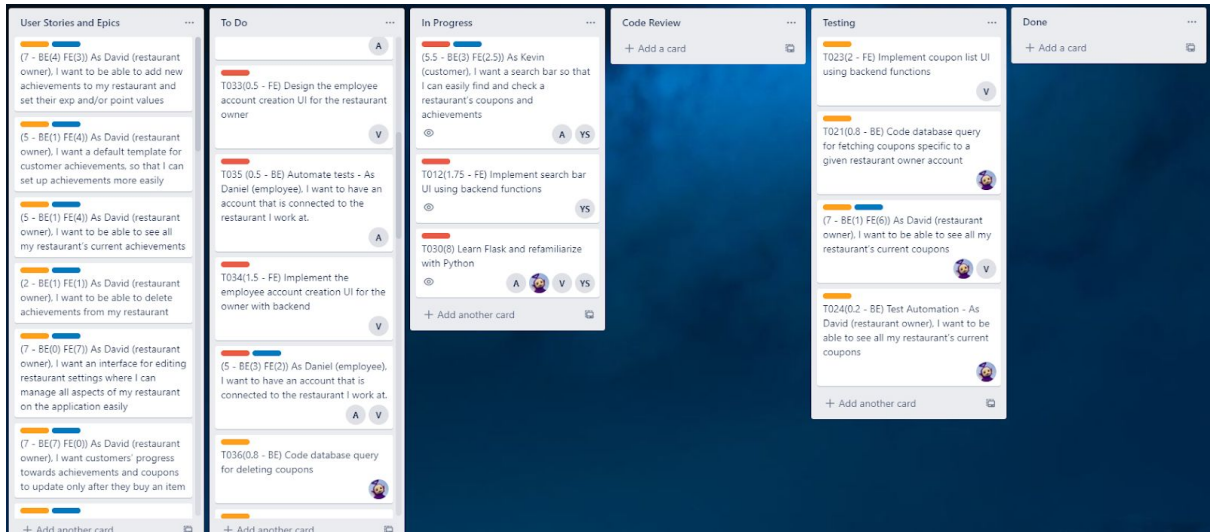 User Stories and Epics
(7 - BE(4) FE(3)) As David (restaurant
owner), I want to be able to add new
achievements to my restaurant and
set their exp and/or point values
(5 - BE(1) FE(4)) As David (restaurant
owner), I want a default template for
customer achievements, so that I can
set up achievements more easily
(5 - BE(1) FE(4)) As David (restaurant
owner), I want to be able to see all
my restaurant's current achievements
(2 - BE(1) FE(1)) As David (restaurant
owner), I want to be able to delete
achievements from my restaurant
(7 - BE(0) FE(7)) As David (restaurant
owner), I want an interface for editing
restaurant settings where I can
manage all aspects of my restaurant
on the application easily
(7 - BE(7) FE(0)) As David (restaurant
owner), I want customers' progress
towards achievements and coupons
to update only after they buy an item
+ Add another card
To Do
A
T033(0.5 - FE) Design the employee
account creation UI for the restaurant
owner
V
T035 (0.5 - BE) Automate tests - As
Daniel (employee), I want to have an
account that is connected to the
restaurant I work at.
A
T034(1.5 - FE) Implement the
employee account creation UI for the
owner with backend
V
(5 - BE(3) FE(2)) As Daniel (employee),
I want to have an account that is
connected to the restaurant I work at.
A V
T036(0.8 - BE) Code database query
for deleting coupons
+ Add another card
In Progress
(5.5 - BE(3) FE(2.5)) As Kevin
(customer), I want a search bar so that
I can easily find and check a
restaurant's coupons and
achievements
A YS
T012(1.75 - FE) Implement search bar
UI using backend functions
YS
T030(8) Learn Flask and refamiliarize
with Python
A V YS
+ Add another card
Code Review
+ Add a card
Testing
T023(2 - FE) Implement coupon list UI
using backend functions
V
T021(0.8 - BE) Code database query
for fetching coupons specific to a
given restaurant owner account
(7 - BE(1) FE(6)) As David (restaurant
owner), I want to be able to see all my
restaurant's current coupons
V
T024(0.2 - BE) Test Automation - As
David (restaurant owner), I want to be
able to see all my restaurant's current
coupons
+ Add another card
Done
+ Add a card